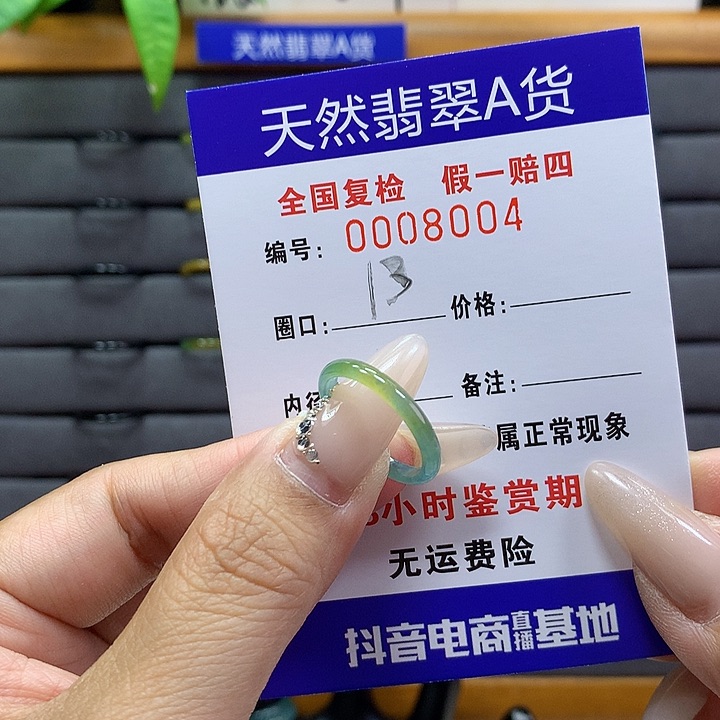 天然翡翠A货
天然翡翠A货
全国复检 假一赔四
编号: 0008004
圈口: 13 价格:
内径 备注:
属正常现象
小时鉴赏期
无运费险
抖音电商直播基地